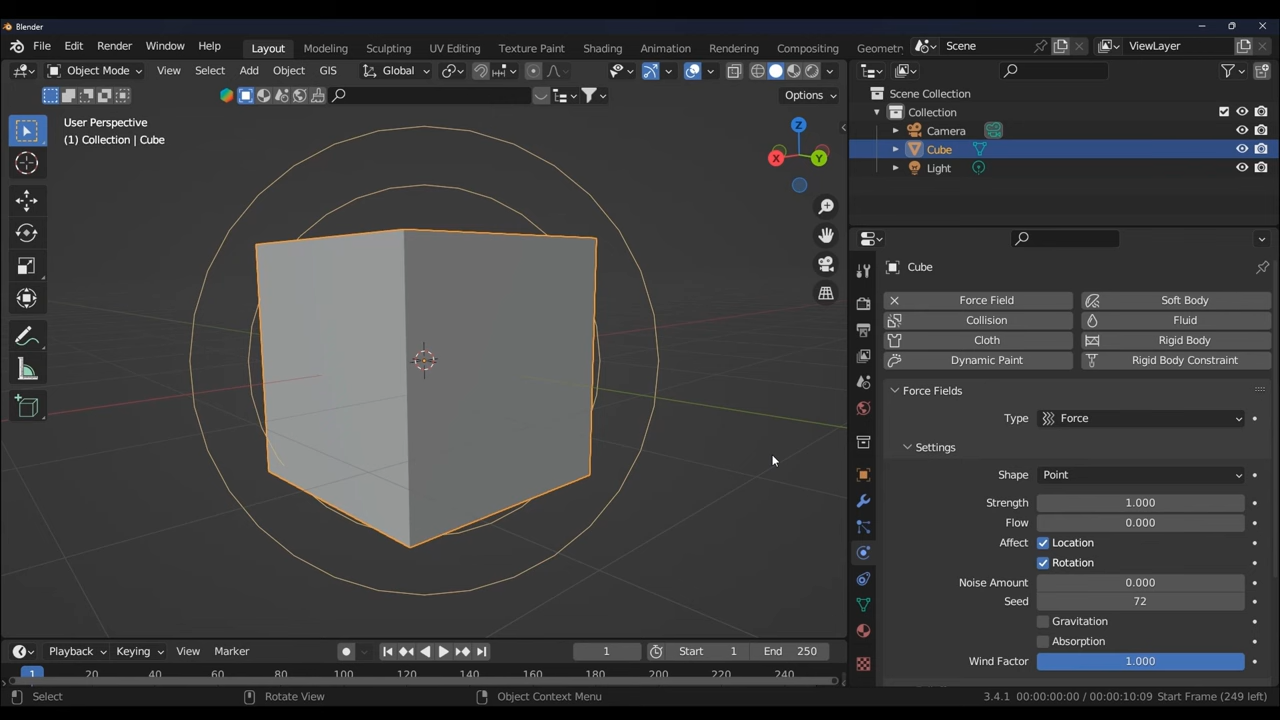 Blender
File Edit Render Window Help Layout Modeling Sculpting UV Editing Texture Paint Shading Animation Rendering Compositing Geometr Scene ViewLayer
Object Mode View Select Add Object GIS Global
Options
User Perspective
(1) Collection | Cube
Z
X Y
Scene Collection
Collection
Camera
Cube
Light
Cube
Force Field Soft Body
Collision Fluid
Cloth Rigid Body
Dynamic Paint Rigid Body Constraint
Force Fields
Type Force
Settings
Shape Point
Strength 1.000
Flow 0.000
Affect Location
Rotation
Noise Amount 0.000
Seed 72
Gravitation
Absorption
Wind Factor 1.000
Playback Keying View Marker 1 Start 1 End 250
1 20 40 60 80 100 120 140 160 180 200 220 240
Select Rotate View Object Context Menu 3.4.1 00:00:00:00 / 00:00:10:09 Start Frame (249 left)